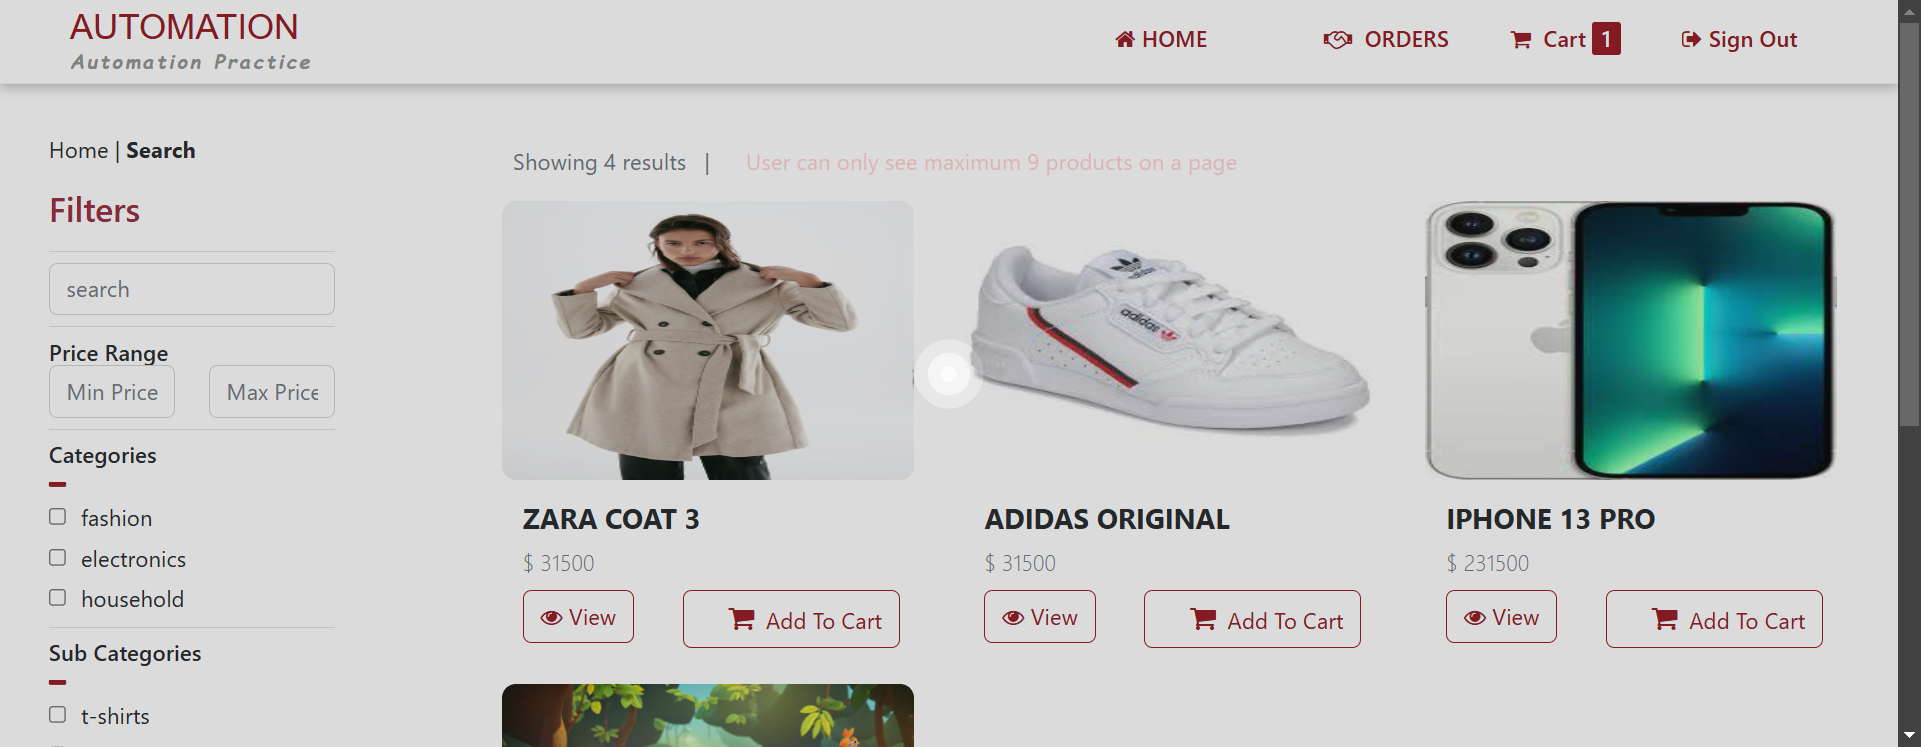 AUTOMATION
Automation Practice
HOME
ORDERS
Cart 1
Sign Out
Home | Search
Showing 4 results |
User can only see maximum 9 products on a page
Filters
search
Price Range
Min Price
Max Price
Categories
fashion
electronics
household
Sub Categories
t-shirts
adidas
adidas
ZARA COAT 3
$ 31500
View
Add To Cart
ADIDAS ORIGINAL
$ 31500
View
Add To Cart
IPHONE 13 PRO
$ 231500
View
Add To Cart